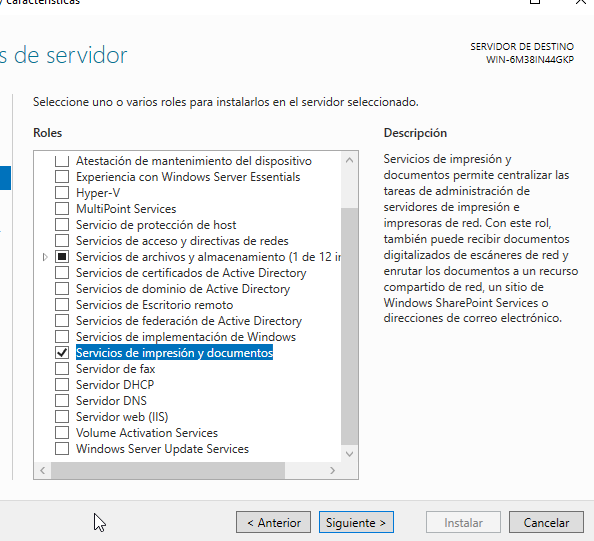 y características
s de servidor
SERVIDOR DE DESTINO
WIN-6M38IN44GKP
Seleccione uno o varios roles para instalarlos en el servidor seleccionado.
Roles
Atestación de mantenimiento del dispositivo
Experiencia con Windows Server Essentials
Hyper-V
MultiPoint Services
Servicio de protección de host
Servicios de acceso y directivas de redes
Servicios de archivos y almacenamiento (1 de 12 in
Servicios de certificados de Active Directory
Servicios de dominio de Active Directory
Servicios de Escritorio remoto
Servicios de federación de Active Directory
Servicios de implementación de Windows
Servicios de impresión y documentos
Servidor de fax
Servidor DHCP
Servidor DNS
Servidor web (IIS)
Volume Activation Services
Windows Server Update Services
Descripción
Servicios de impresión y
documentos permite centralizar las
tareas de administración de
servidores de impresión e
impresoras de red. Con este rol,
también puede recibir documentos
digitalizados de escáneres de red y
enrutar los documentos a un recurso
compartido de red, un sitio de
Windows SharePoint Services o
direcciones de correo electrónico.
< Anterior
Siguiente >
Instalar
Cancelar